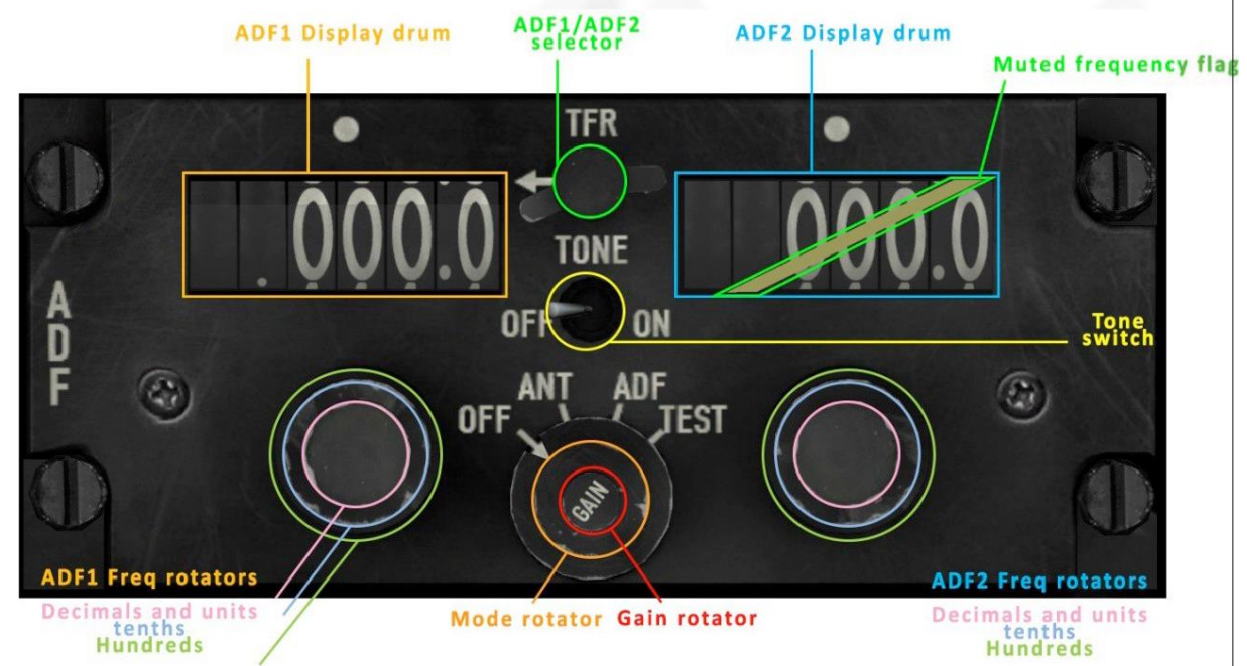 ADF1 Display drum
ADF1/ADF2
selector
ADF2 Display drum
Muted frequency flag
TFR
000.0
000.0
TONE
OFF ON
Tone
switch
ADF
ANT ADF
OFF TEST
GAIN
ADF1 Freq rotators
Decimals and units
tenths
Hundreds
Mode rotator
Gain rotator
ADF2 Freq rotators
Decimals and units
tenths
Hundreds